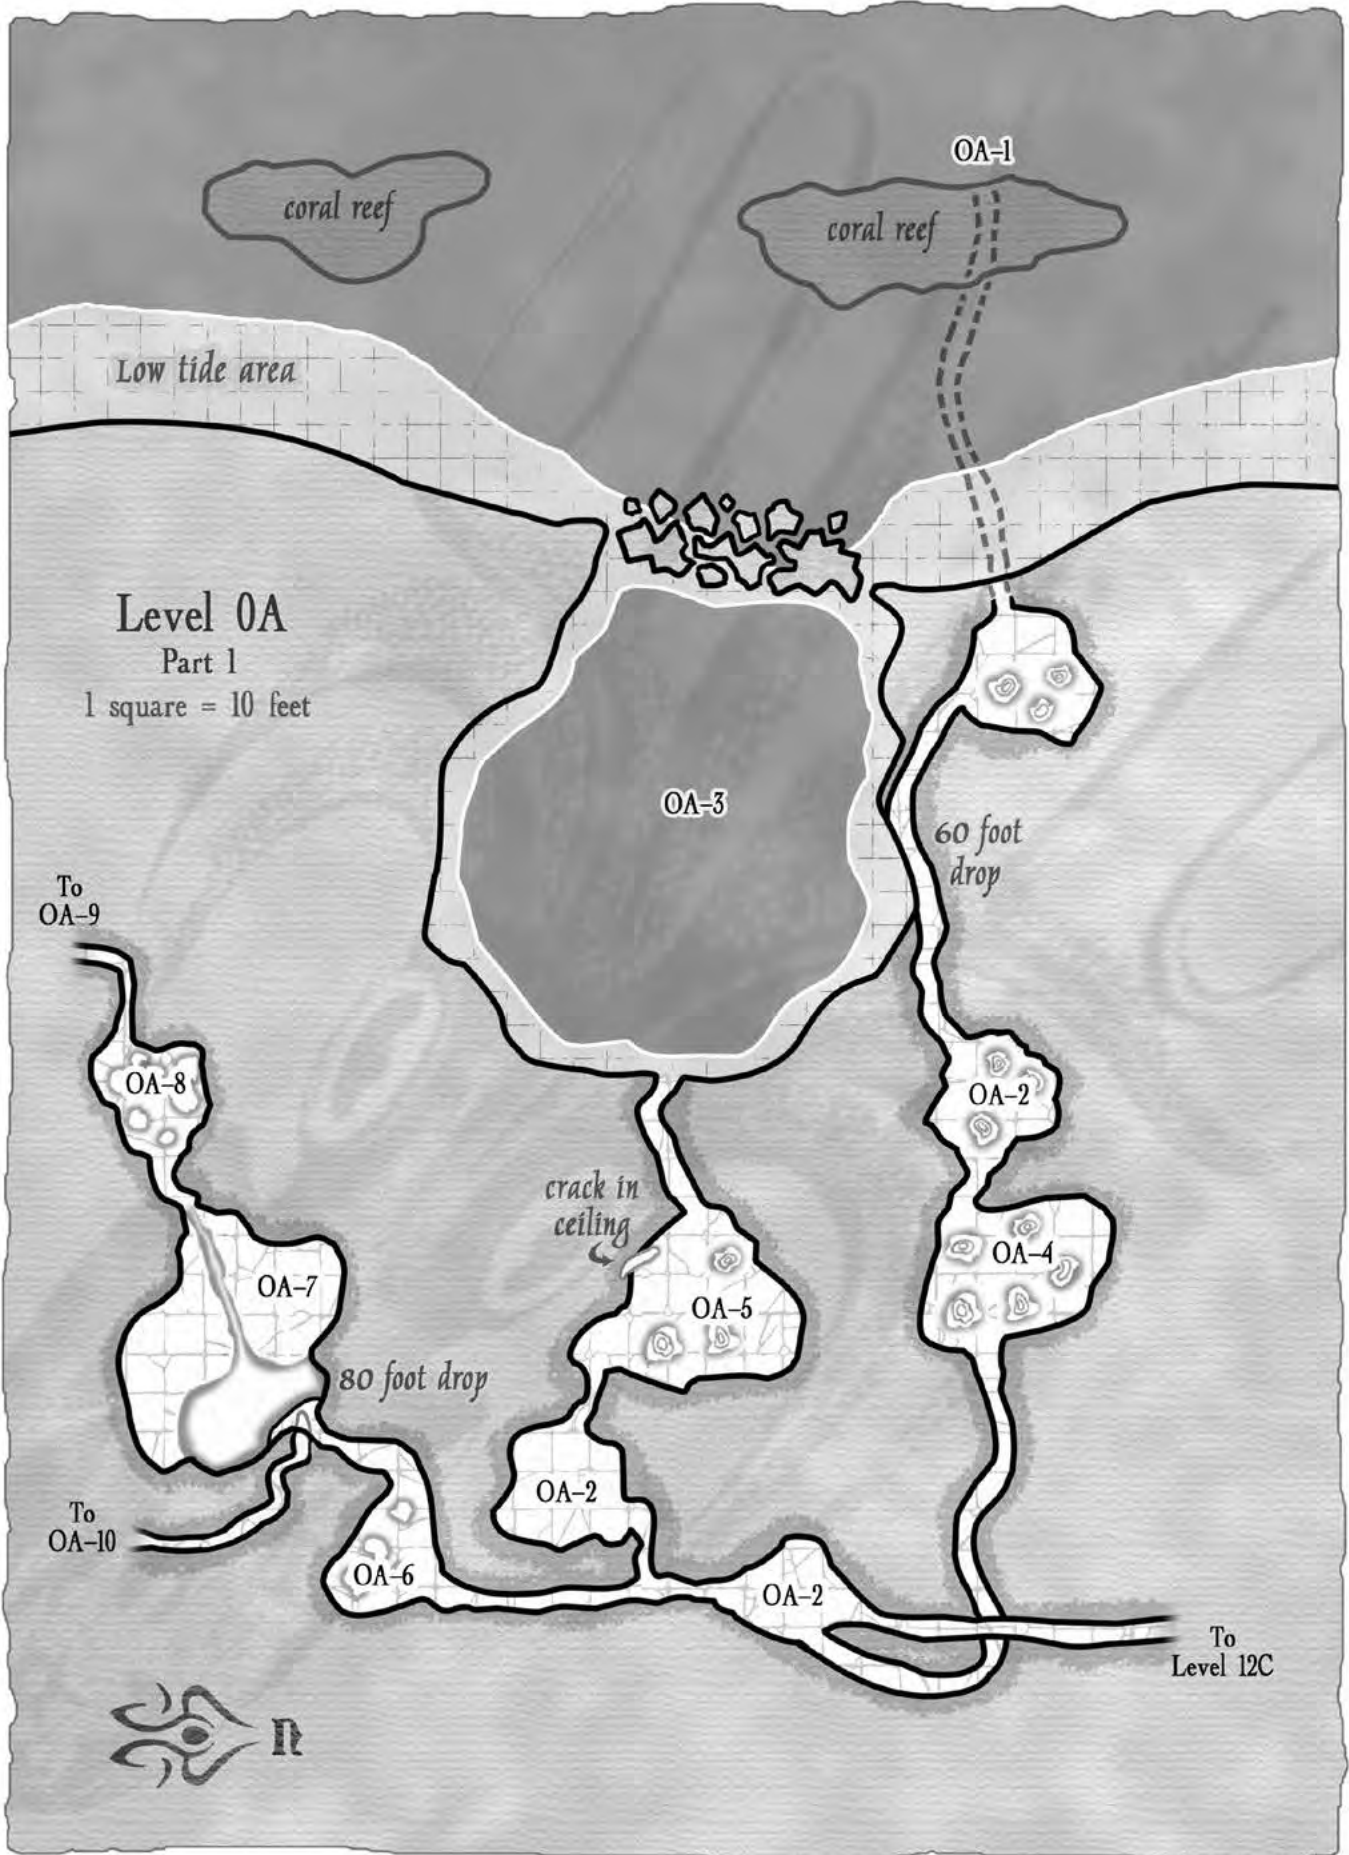 OA-1
coral reef
coral reef
Low tide area
Level 0A
Part 1
1 square = 10 feet
OA-3
60 foot
drop
To
OA-9
OA-8
OA-2
crack in
ceiling
OA-4
OA-7
OA-5
80 foot drop
OA-2
To
OA-10
OA-6
OA-2
To
Level 12C
n